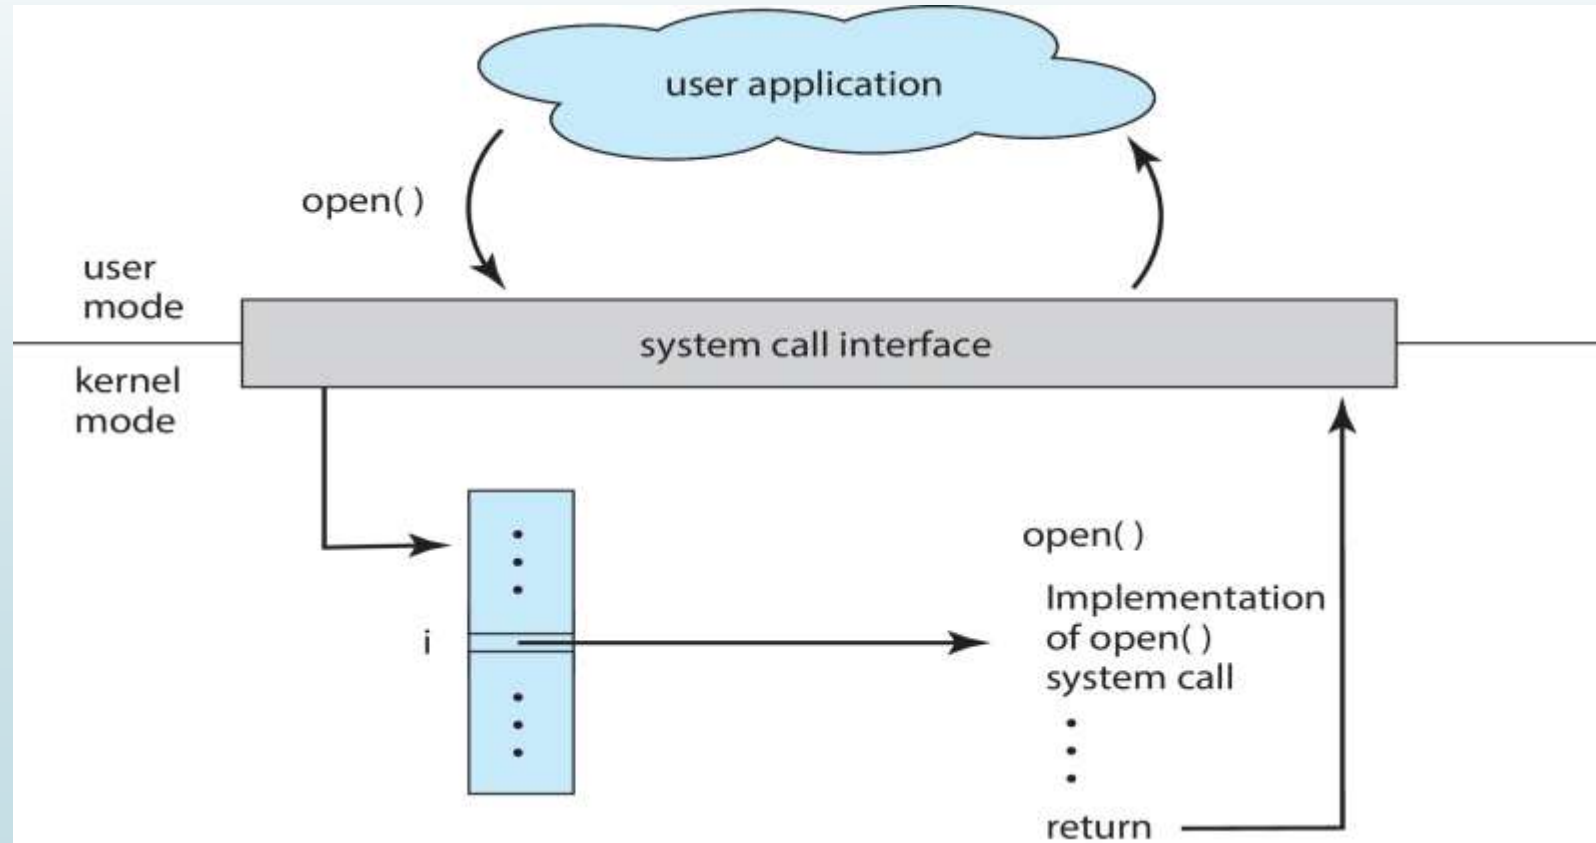 user application
open( )
user
mode
system call interface
kernel
mode
open( )
i
Implementation
of open( )
system call
return